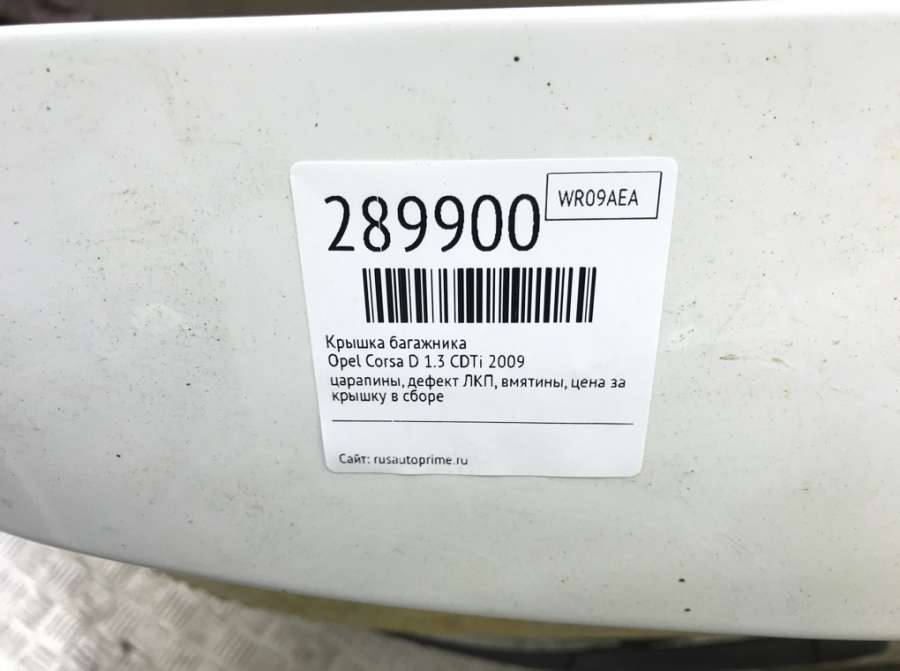 289900
WR09AEA
Крышка багажника
Opel Corsa D 1.3 CDTi 2009
царапины, дефект ЛКП, вмятины, цена за
крышку в сборе
Сайт: rusautoprime.ru